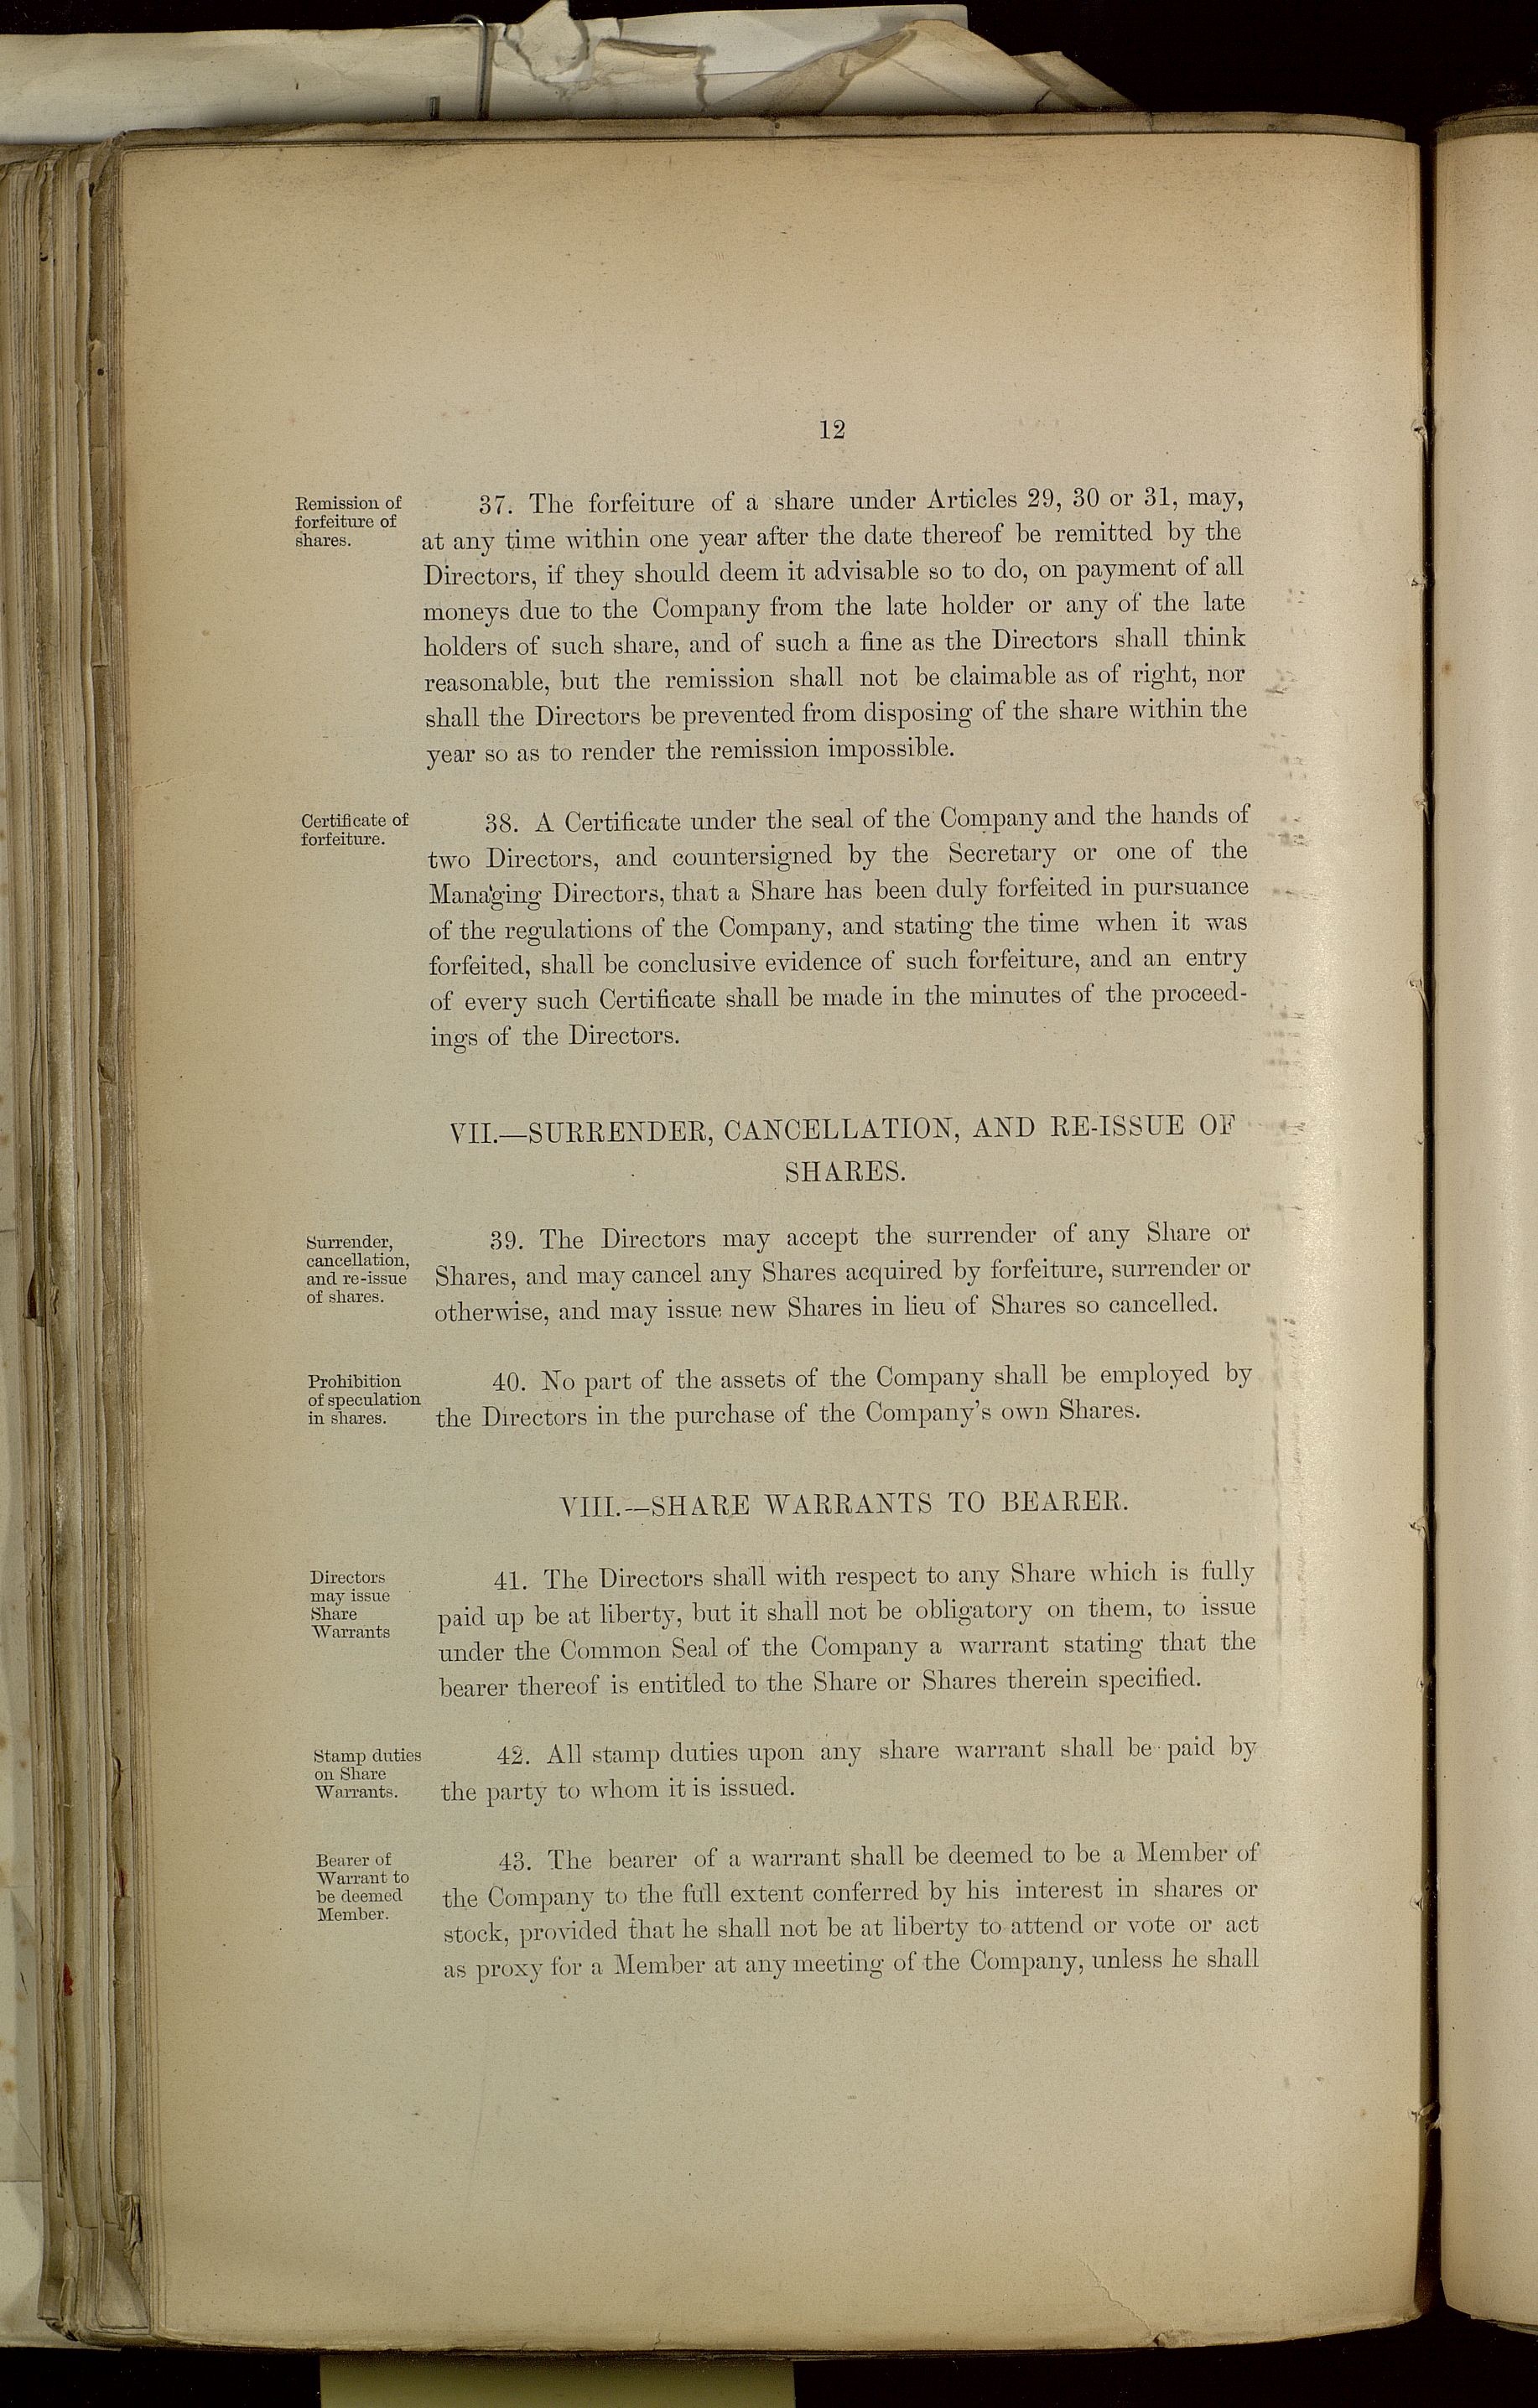 12
Remission of
forfeiture of
shares.
37. The forfeiture of a share under Articles 29, 30 or 31, may,
at any time within one year after the date thereof be remitted by the
Directors, if they should deem it advisable so to do, on payment of all
moneys due to the Company from the late holder or any of the late
holders of such share, and of such a fine as the Directors shall think
reasonable, but the remission shall not be claimable as of right, nor
shall the Directors be prevented from disposing of the share within the
year so as to render the remission impossible.
Certificate of
forfeiture.
38. A Certificate under the seal of the Company and the hands of
two Directors, and countersigned by the Secretary or one of the
Managing Directors, that a Share has been duly forfeited in pursuance
of the regulations of the Company, and stating the time when it was
forfeited, shall be conclusive evidence of such forfeiture, and an entry
of every such Certificate shall be made in the minutes of the proceed-
ings of the Directors.
VII.—SURRENDER, CANCELLATION, AND RE-ISSUE OF
SHARES.
Surrender,
cancellation,
and re-issue
of shares.
39. The Directors may accept the surrender of any Share or
Shares, and may cancel any Shares acquired by forfeiture, surrender or
otherwise, and may issue new Shares in lieu of Shares so cancelled.
Prohibition
of speculation
in shares.
40. No part of the assets of the Company shall be employed by
the Directors in the purchase of the Company's own Shares.
VIII.—SHARE WARRANTS TO BEARER.
Directors
may issue
Share
Warrants
41. The Directors shall with respect to any Share which is fully
paid up be at liberty, but it shall not be obligatory on them, to issue
under the Common Seal of the Company a warrant stating that the
bearer thereof is entitled to the Share or Shares therein specified.
Stamp duties
on Share
Warrants.
42. All stamp duties upon any share warrant shall be paid by
the party to whom it is issued.
Bearer of
Warrant to
be deemed
Member.
43. The bearer of a warrant shall be deemed to be a Member of
the Company to the full extent conferred by his interest in shares or
stock, provided that he shall not be at liberty to attend or vote or act
as proxy for a Member at any meeting of the Company, unless he shall